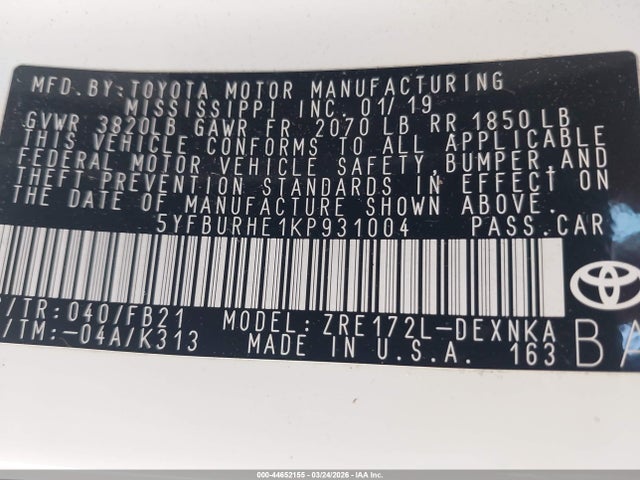 MFD. BY: TOYOTA MOTOR MANUFACTURING
MISSISSIPPI INC. 01/19
GVWR 3820LB GAWR FR 2070 LB RR 1850 LB
THIS VEHICLE CONFORMS TO ALL APPLICABLE
FEDERAL MOTOR VEHICLE SAFETY, BUMPER, AND
THEFT PREVENTION STANDARDS IN EFFECT ON
THE DATE OF MANUFACTURE SHOWN ABOVE.
5YFBURHE1KP931004 PASS.CAR
/TR: 040/FB21 MODEL: ZRE172L-DEXNKA
/TM:-04A/K313 MADE IN U.S.A. 163 BA
000-44652155 - 03/24/2026 - IAA Inc.